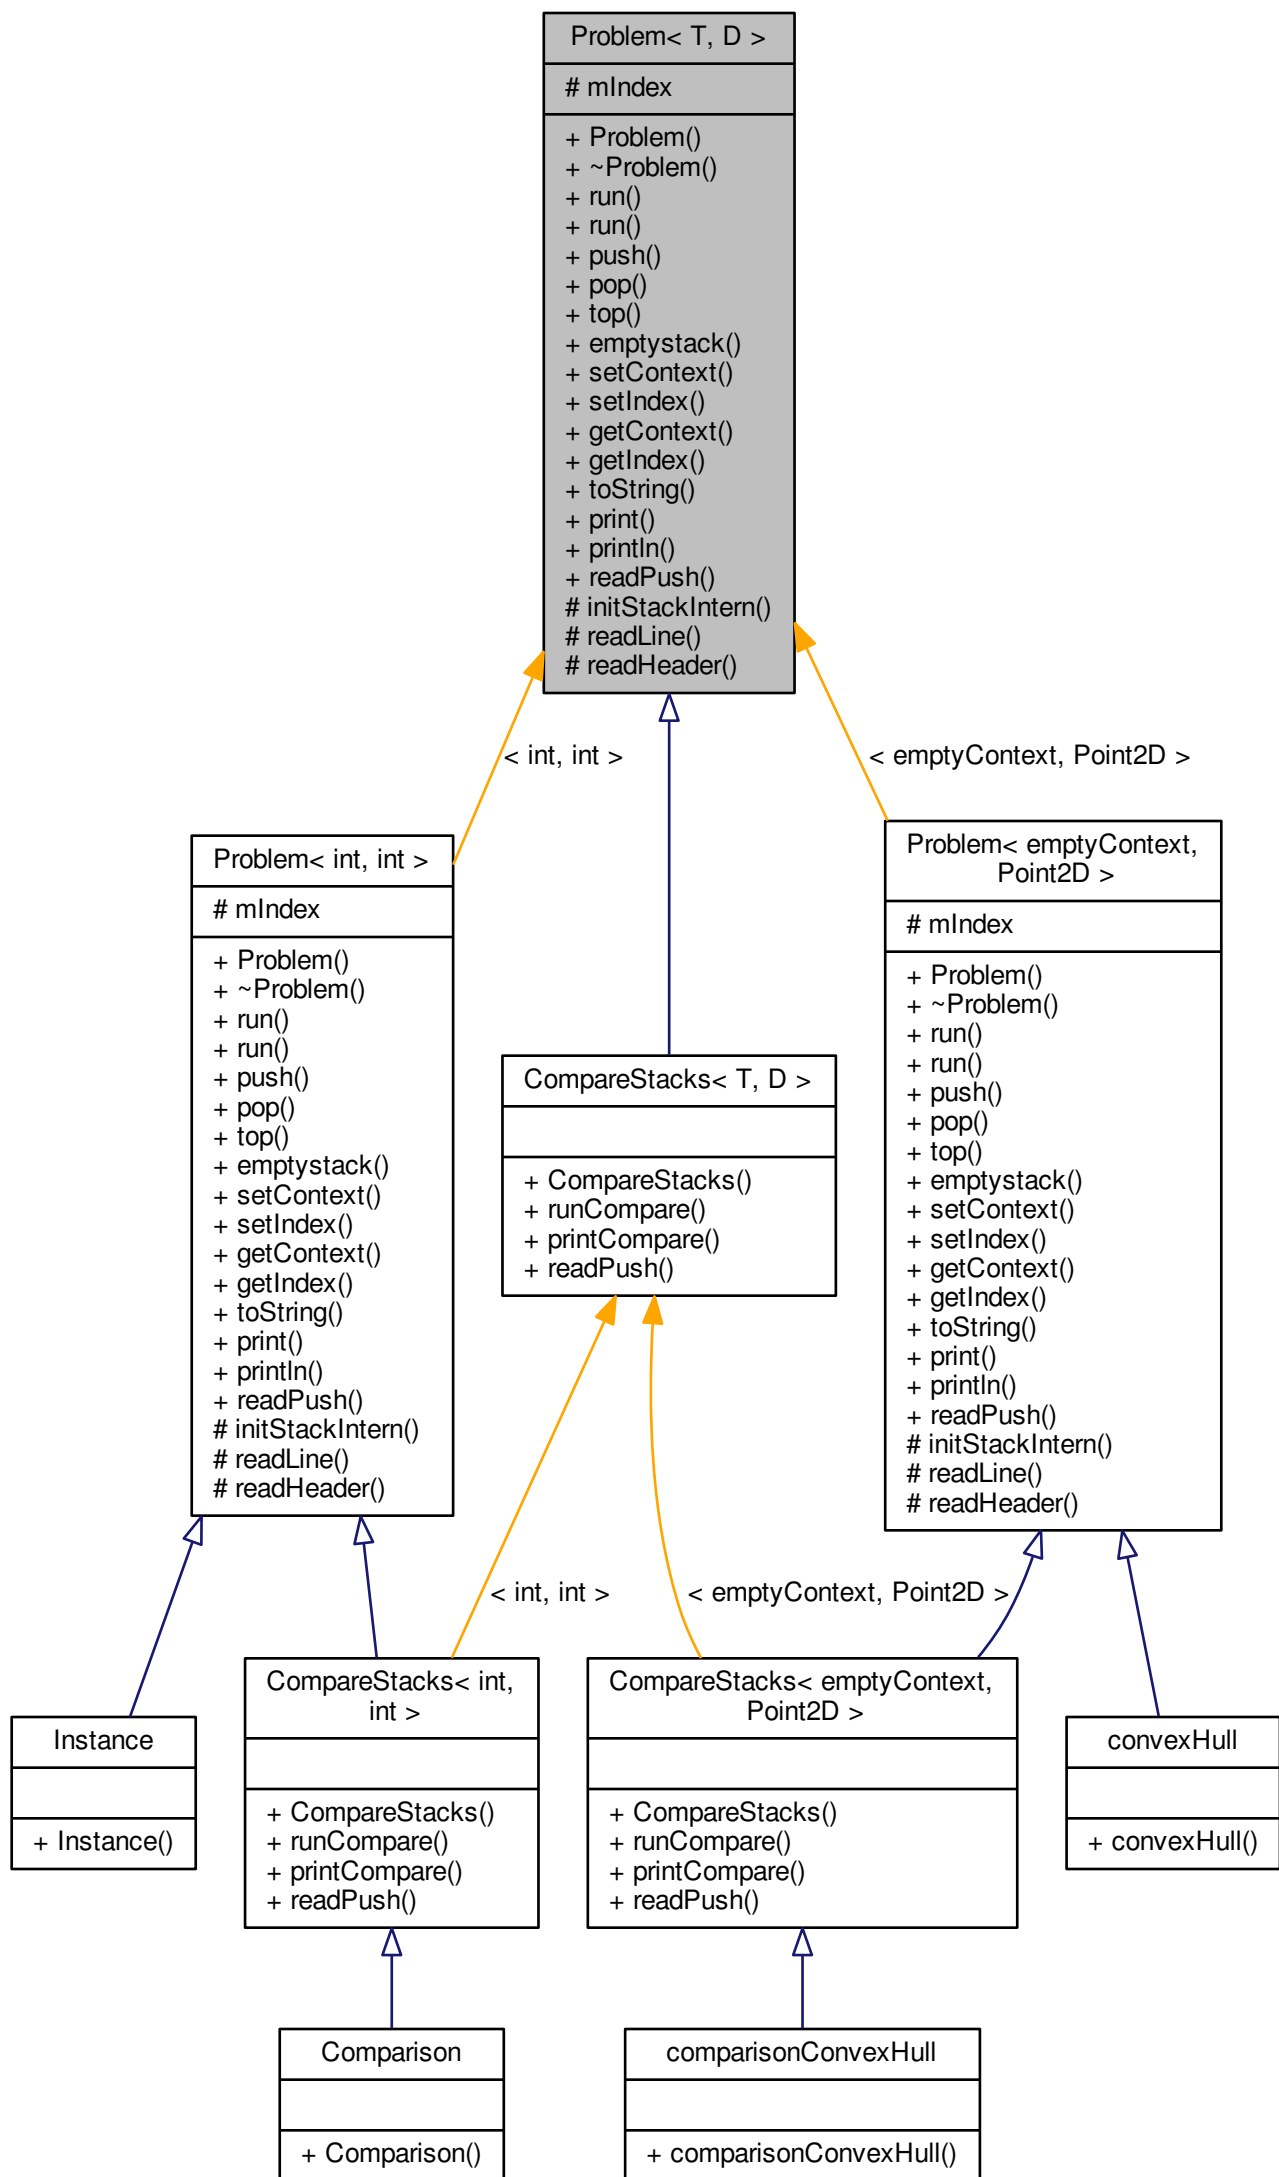 Problem< T, D >
# mIndex
+ Problem()
+ ~Problem()
+ run()
+ run()
+ push()
+ pop()
+ top()
+ emptystack()
+ setContext()
+ setIndex()
+ getContext()
+ getIndex()
+ toString()
+ print()
+ println()
+ readPush()
# initStackIntern()
# readLine()
# readHeader()
< int, int >
< emptyContext, Point2D >
Problem< int, int >
# mIndex
+ Problem()
+ ~Problem()
+ run()
+ run()
+ push()
+ pop()
+ top()
+ emptystack()
+ setContext()
+ setIndex()
+ getContext()
+ getIndex()
+ toString()
+ print()
+ println()
+ readPush()
# initStackIntern()
# readLine()
# readHeader()
CompareStacks< T, D >
+ CompareStacks()
+ runCompare()
+ printCompare()
+ readPush()
Problem< emptyContext,
Point2D >
# mIndex
+ Problem()
+ ~Problem()
+ run()
+ run()
+ push()
+ pop()
+ top()
+ emptystack()
+ setContext()
+ setIndex()
+ getContext()
+ getIndex()
+ toString()
+ print()
+ println()
+ readPush()
# initStackIntern()
# readLine()
# readHeader()
< int, int >
< emptyContext, Point2D >
Instance
+ Instance()
CompareStacks< int,
int >
+ CompareStacks()
+ runCompare()
+ printCompare()
+ readPush()
CompareStacks< emptyContext,
Point2D >
+ CompareStacks()
+ runCompare()
+ printCompare()
+ readPush()
convexHull
+ convexHull()
Comparison
+ Comparison()
comparisonConvexHull
+ comparisonConvexHull()